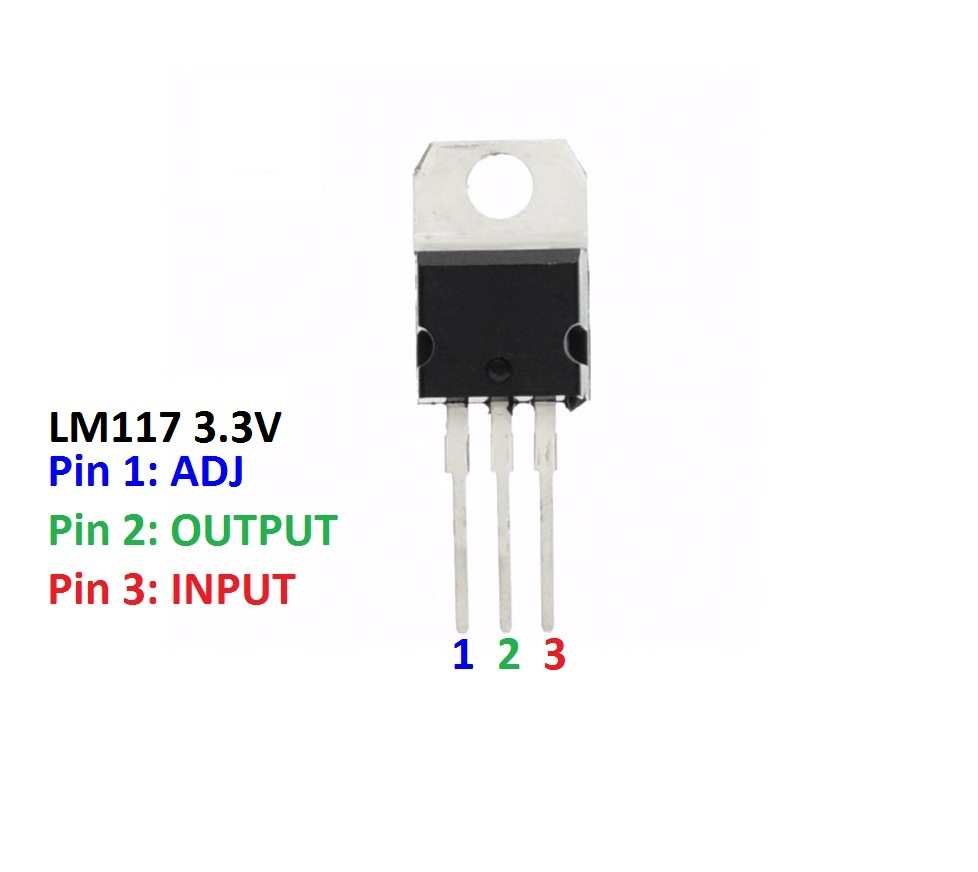 LM117 3.3V
Pin 1: ADJ
Pin 2: OUTPUT
Pin 3: INPUT
1 2 3